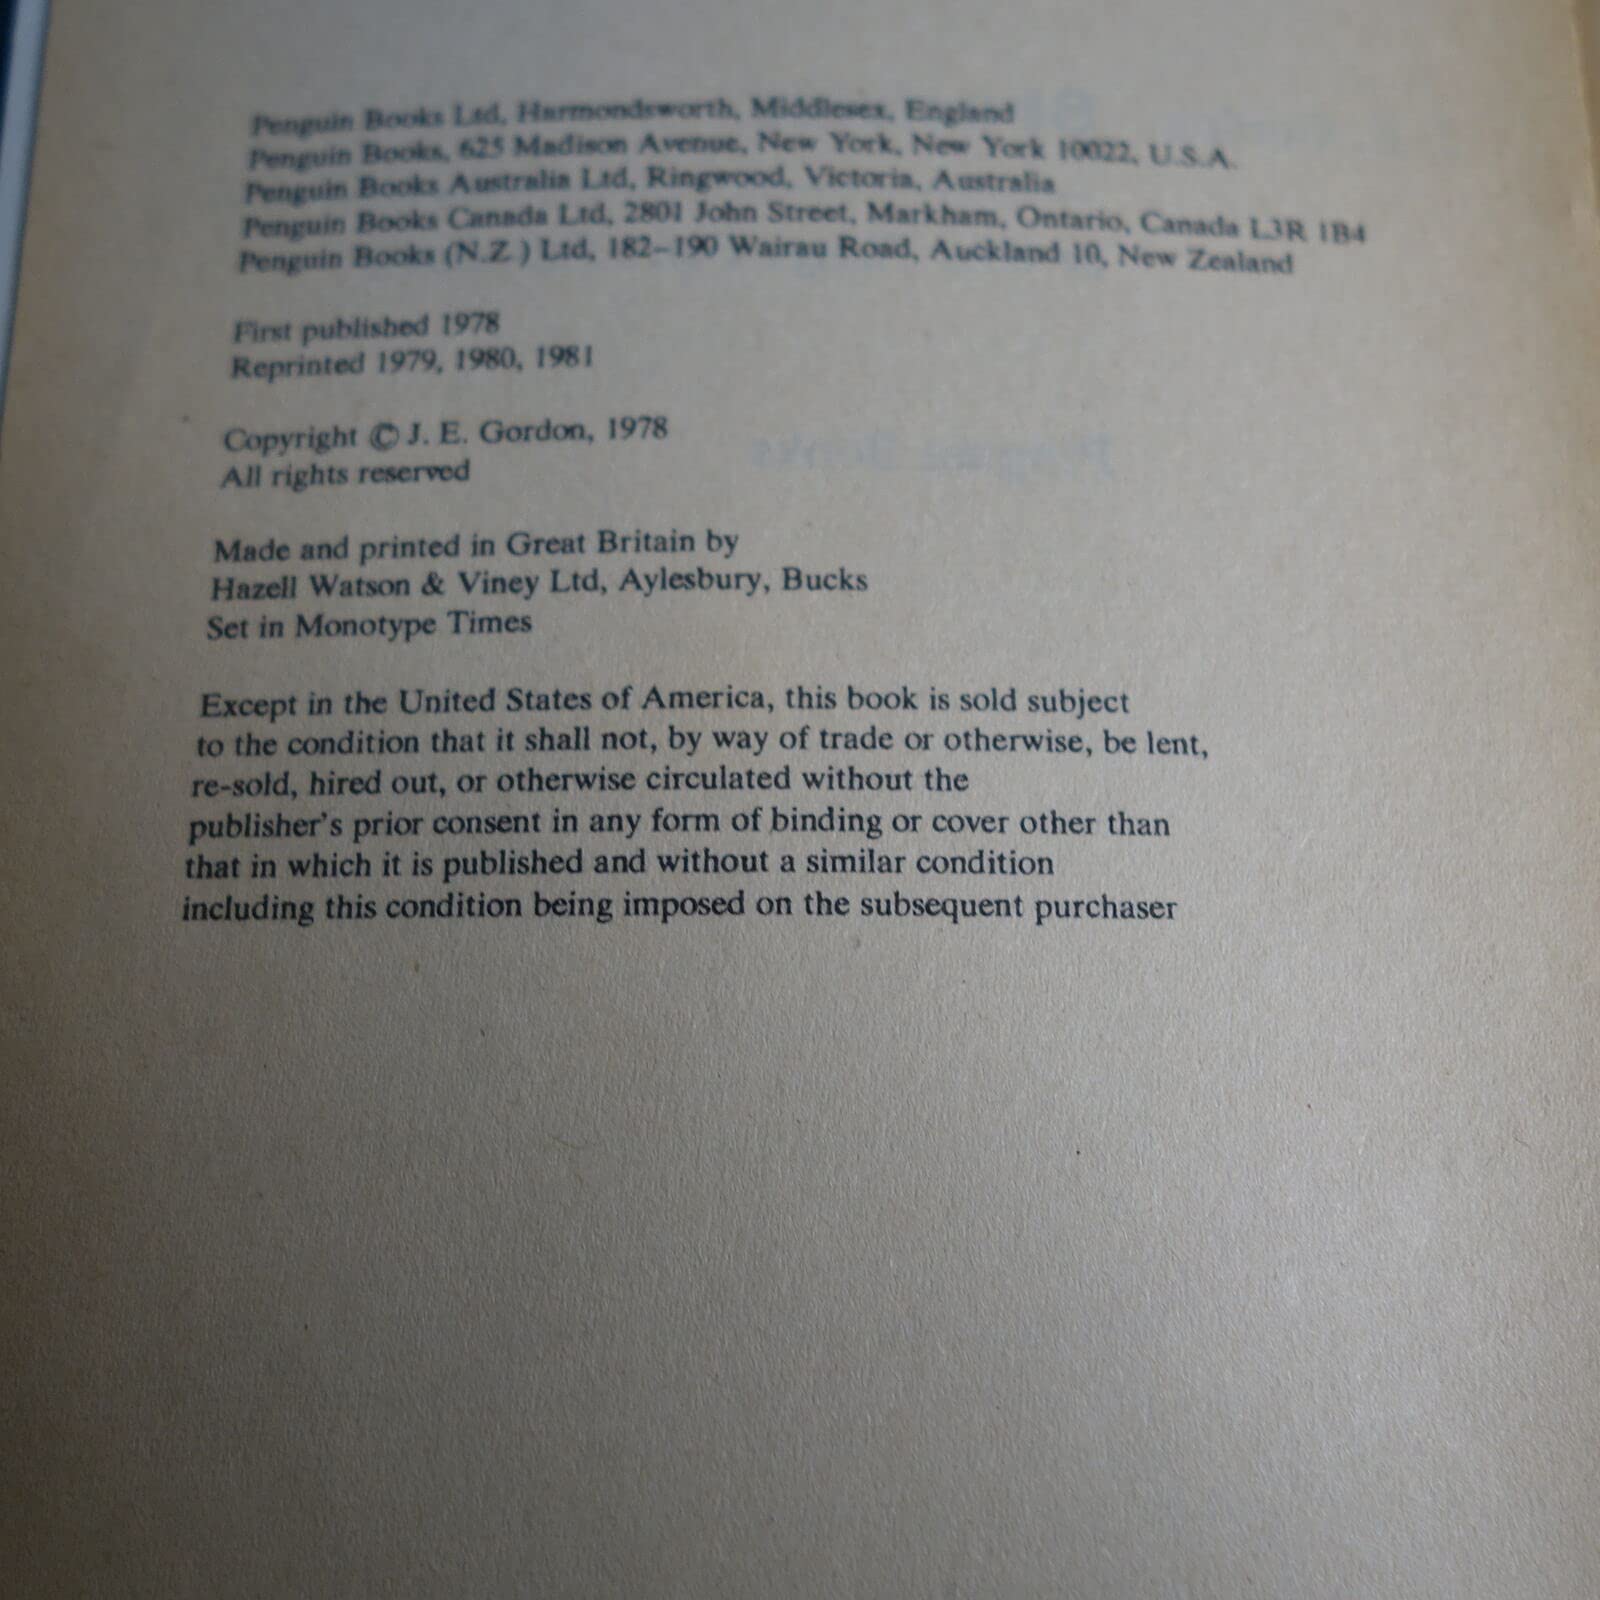 Penguin Books Ltd, Harmondsworth, Middlesex, England
Penguin Books, 625 Madison Avenue, New York, New York 10022, U.S.A.
Penguin Books Australia Ltd, Ringwood, Victoria, Australia
Penguin Books Canada Ltd, 2801 John Street, Markham, Ontario, Canada L3R 1B4
Penguin Books (N.Z.) Ltd, 182–190 Wairau Road, Auckland 10, New Zealand
First published 1978
Reprinted 1979, 1980, 1981
Copyright © J. E. Gordon, 1978
All rights reserved
Made and printed in Great Britain by
Hazell Watson & Viney Ltd, Aylesbury, Bucks
Set in Monotype Times
Except in the United States of America, this book is sold subject
to the condition that it shall not, by way of trade or otherwise, be lent,
re-sold, hired out, or otherwise circulated without the
publisher's prior consent in any form of binding or cover other than
that in which it is published and without a similar condition
including this condition being imposed on the subsequent purchaser